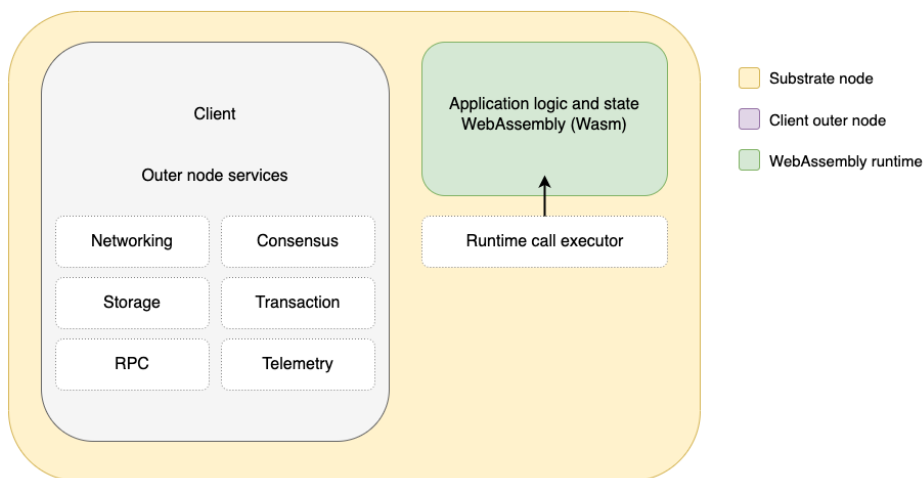 Client
Outer node services
Networking
Consensus
Storage
Transaction
RPC
Telemetry
Application logic and state
WebAssembly (Wasm)
Runtime call executor
Substrate node
Client outer node
WebAssembly runtime